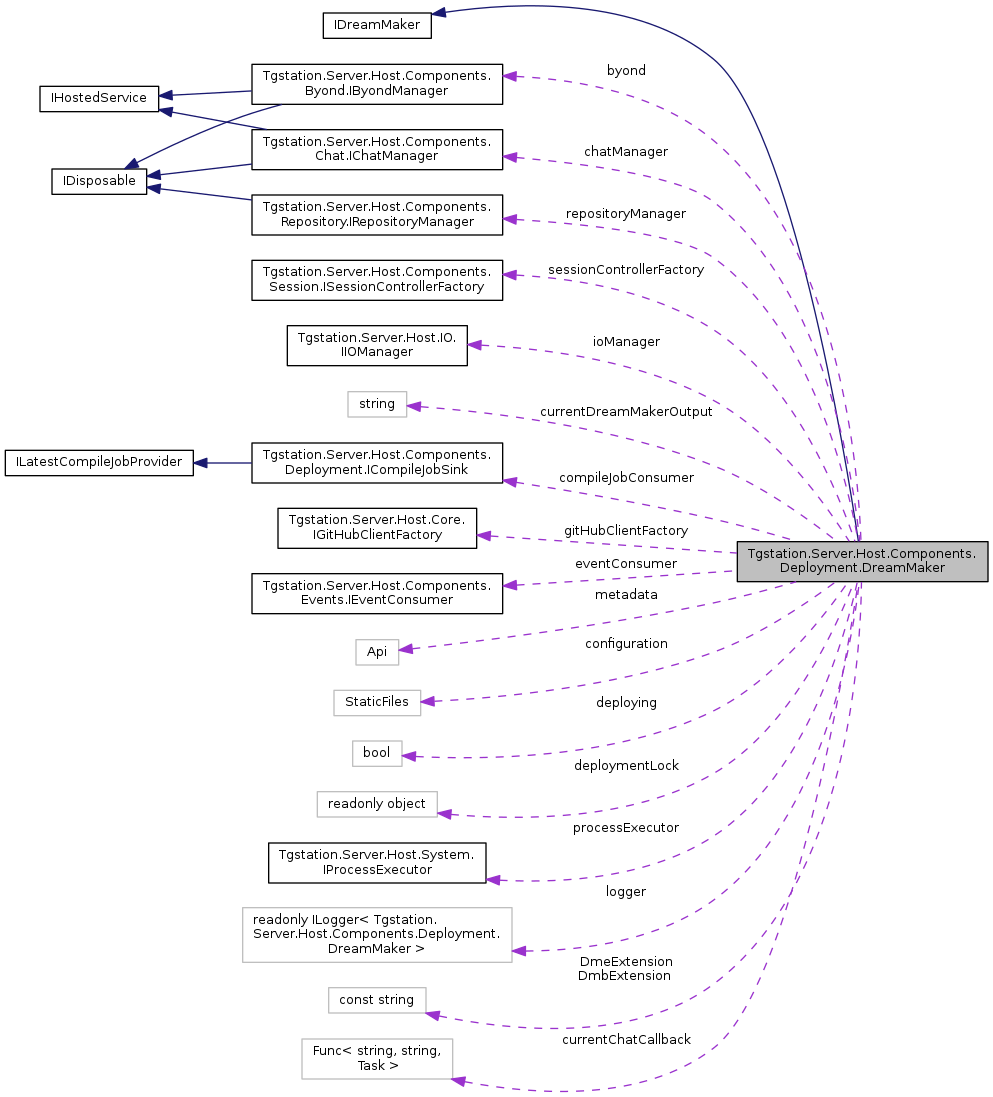 IDreamMaker
Tgstation.Server.Host.Components.
Byond.IByondManager
byond
IHostedService
Tgstation.Server.Host.Components.
Chat.IChatManager
chatManager
IDisposable
Tgstation.Server.Host.Components.
Repository.IRepositoryManager
repositoryManager
Tgstation.Server.Host.Components.
Session.ISessionControllerFactory
sessionControllerFactory
Tgstation.Server.Host.IO.
IIOManager
ioManager
string
currentDreamMakerOutput
ILatestCompileJobProvider
Tgstation.Server.Host.Components.
Deployment.ICompileJobSink
compileJobConsumer
Tgstation.Server.Host.Core.
IGitHubClientFactory
gitHubClientFactory
Tgstation.Server.Host.Components.
Deployment.DreamMaker
Tgstation.Server.Host.Components.
Events.IEventConsumer
eventConsumer
metadata
Api
configuration
StaticFiles
deploying
bool
deploymentLock
readonly object
processExecutor
Tgstation.Server.Host.System.
IProcessExecutor
logger
readonly ILogger< Tgstation.
Server.Host.Components.Deployment.
DreamMaker >
DmeExtension
DmbExtension
const string
currentChatCallback
Func< string, string,
Task >